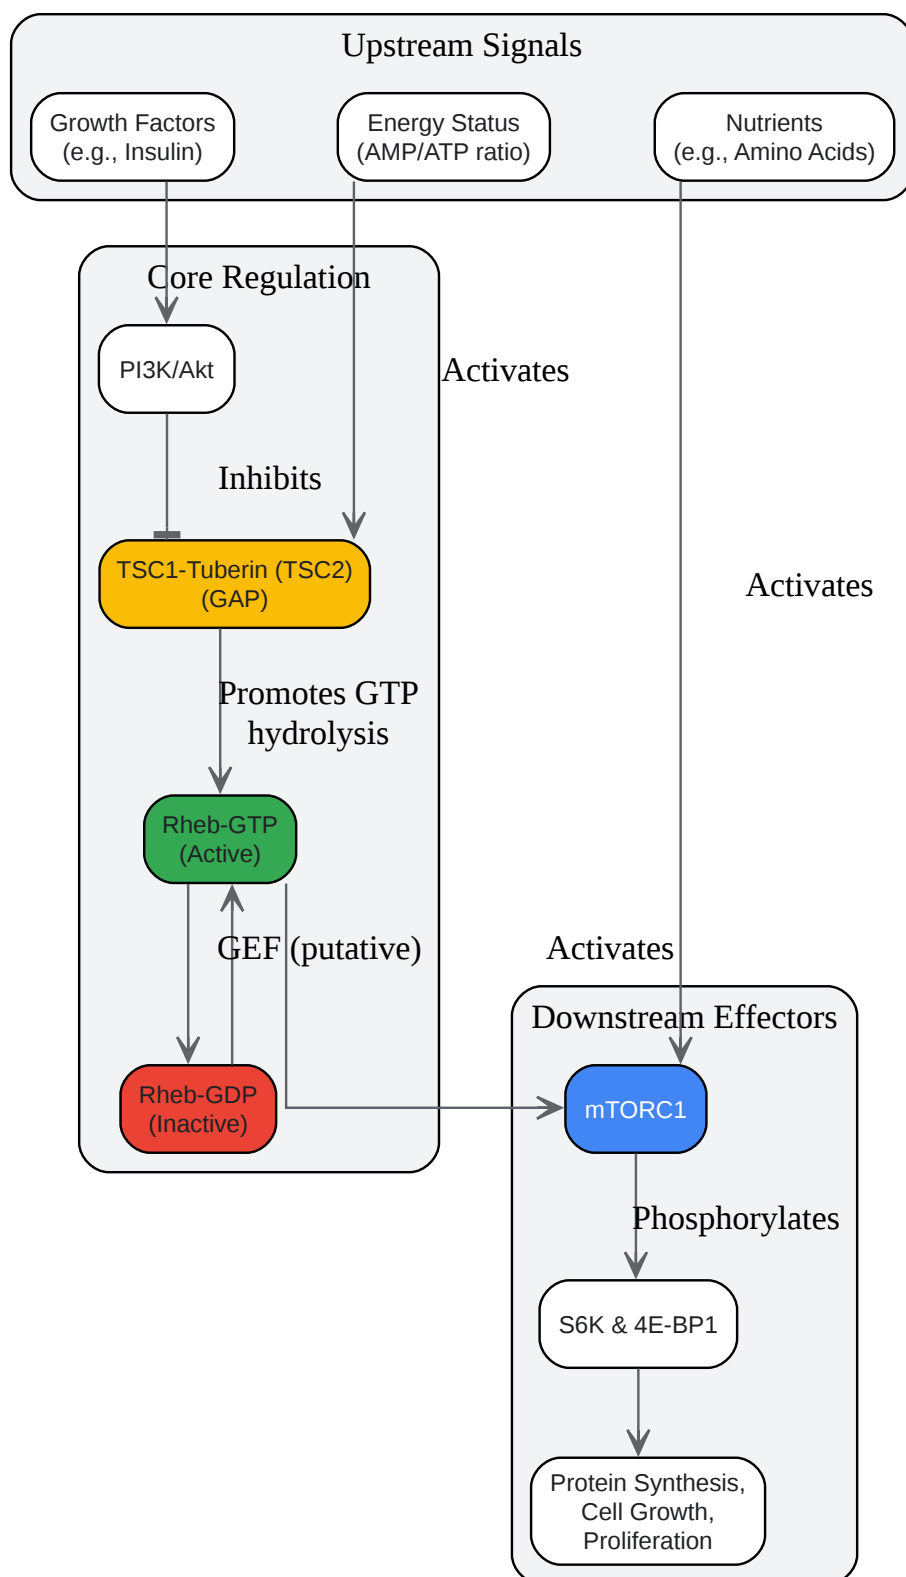 Upstream Signals
Growth Factors
(e.g., Insulin)
Energy Status
(AMP/ATP ratio)
Nutrients
(e.g., Amino Acids)
Core Regulation
PI3K/Akt
Activates
Inhibits
TSC1-Tuberin (TSC2)
(GAP)
Activates
Promotes GTP
hydrolysis
Rheb-GTP
(Active)
GEF (putative)
Activates
Downstream Effectors
Rheb-GDP
(Inactive)
mTORC1
Phosphorylates
S6K & 4E-BP1
Protein Synthesis,
Cell Growth,
Proliferation